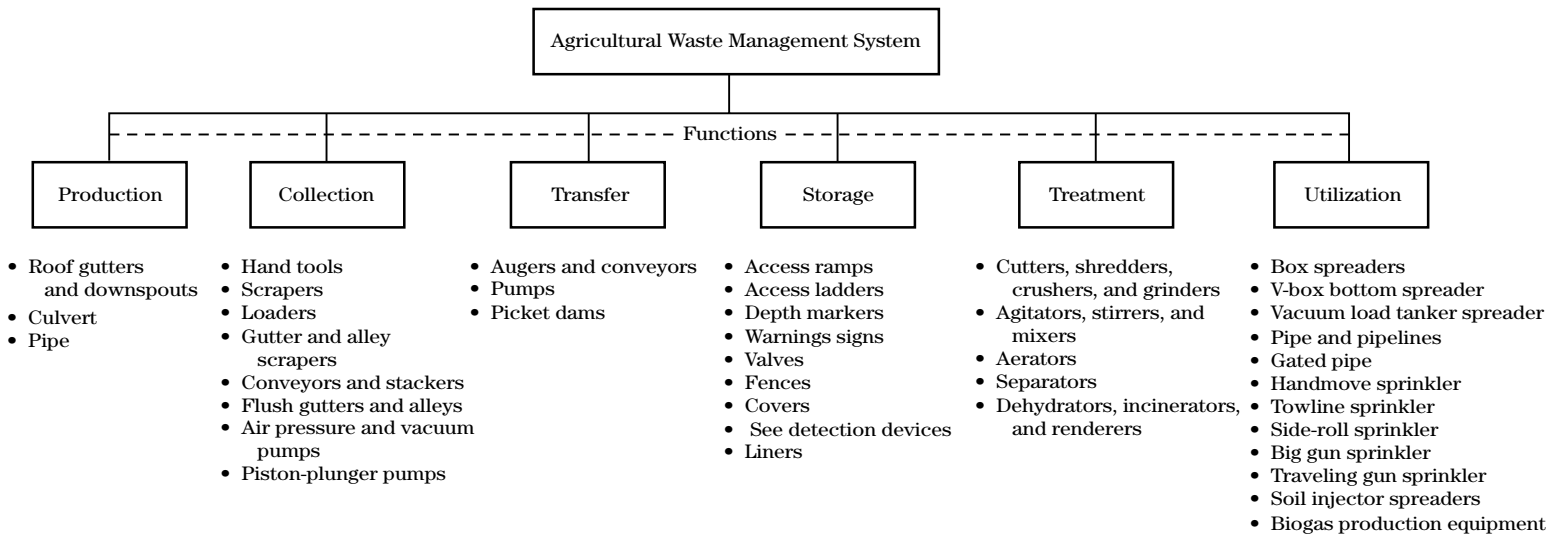 Agricultural Waste Management System
Functions
Production
Collection
Transfer
Storage
Treatment
Utilization
• Roof gutters
and downspouts
• Culvert
• Pipe
• Hand tools
• Scrapers
• Loaders
• Gutter and alley
scrapers
• Conveyors and stackers
• Flush gutters and alleys
• Air pressure and vacuum
pumps
• Piston-plunger pumps
• Augers and conveyors
• Pumps
• Picket dams
• Access ramps
• Access ladders
• Depth markers
• Warnings signs
• Valves
• Fences
• Covers
• See detection devices
• Liners
• Cutters, shredders,
crushers, and grinders
• Agitators, stirrers, and
mixers
• Aerators
• Separators
• Dehydrators, incinerators,
and renderers
• Box spreaders
• V-box bottom spreader
• Vacuum load tanker spreader
• Pipe and pipelines
• Gated pipe
• Handmove sprinkler
• Towline sprinkler
• Side-roll sprinkler
• Big gun sprinkler
• Traveling gun sprinkler
• Soil injector spreaders
• Biogas production equipment